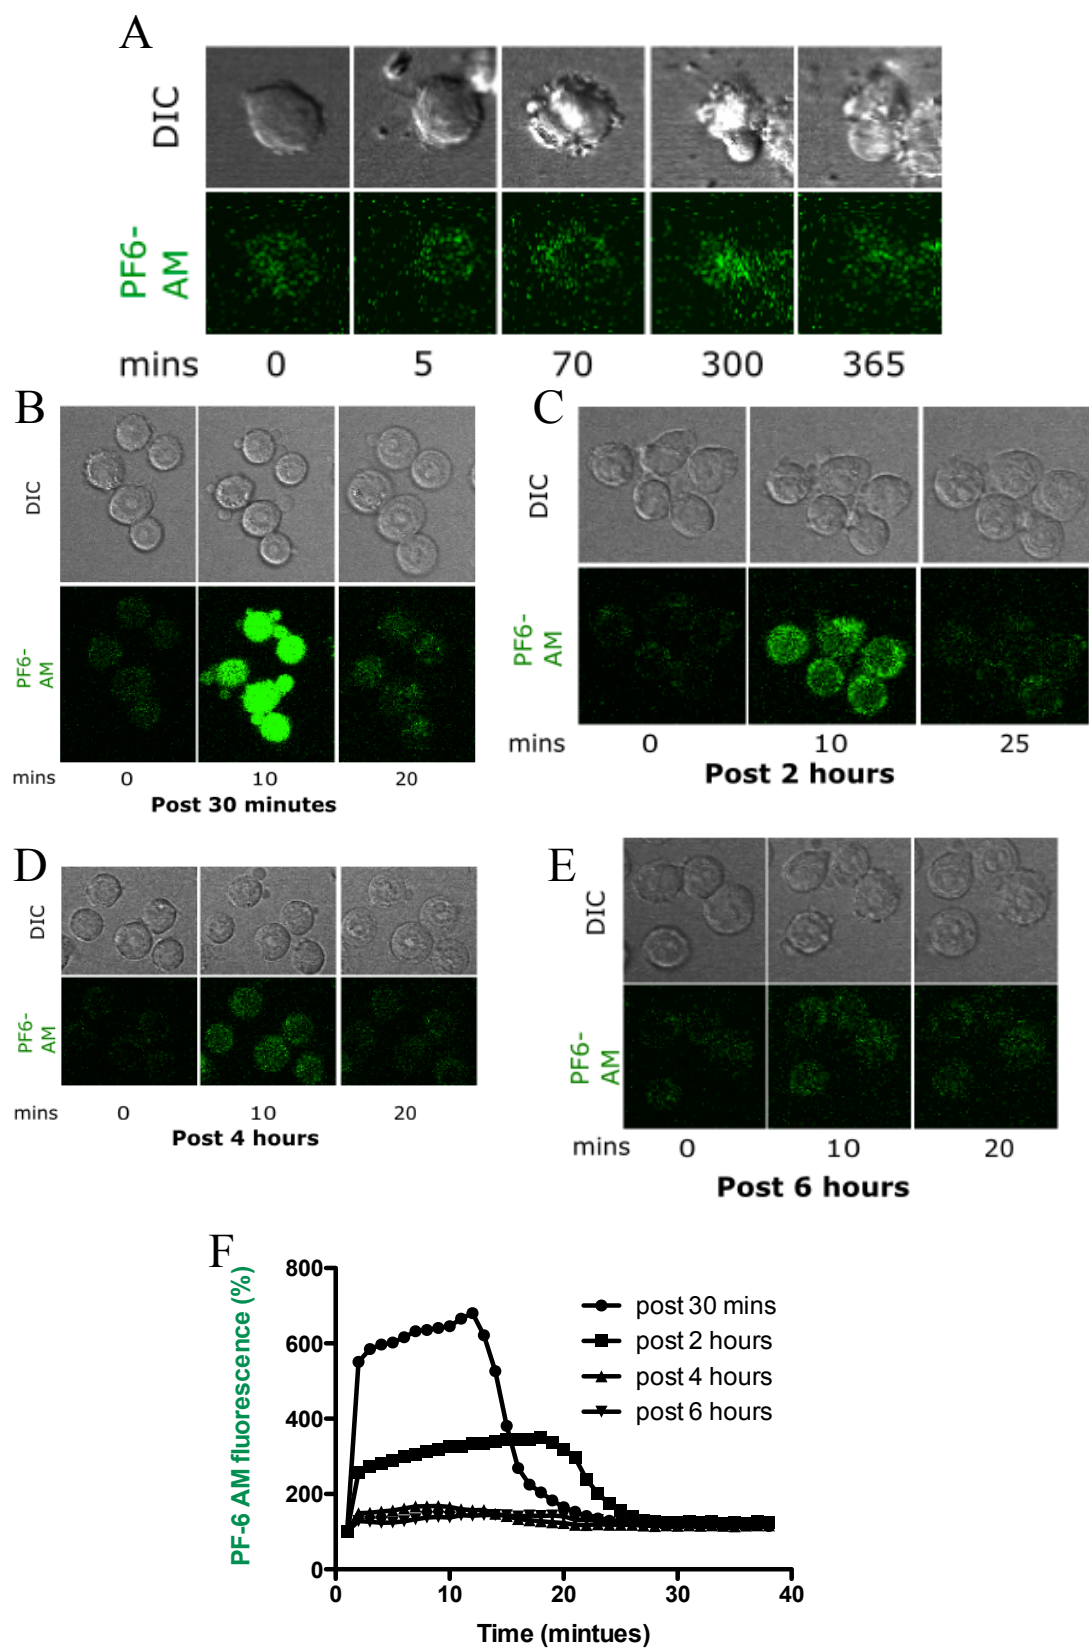 A
DIC
PF6-
AM
mins 0 5 70 300 365
B
DIC
PF6-
AM
mins 0 10 20
Post 30 minutes
C
DIC
PF6-
AM
mins 0 10 25
Post 2 hours
D
DIC
PF6-
AM
mins 0 10 20
Post 4 hours
E
DIC
PF6-
AM
mins 0 10 20
Post 6 hours
F
PF-6 AM fluorescence (%)
800
600
400
200
0
0 10 20 30 40
Time (mintues)
post 30 mins
post 2 hours
post 4 hours
post 6 hours